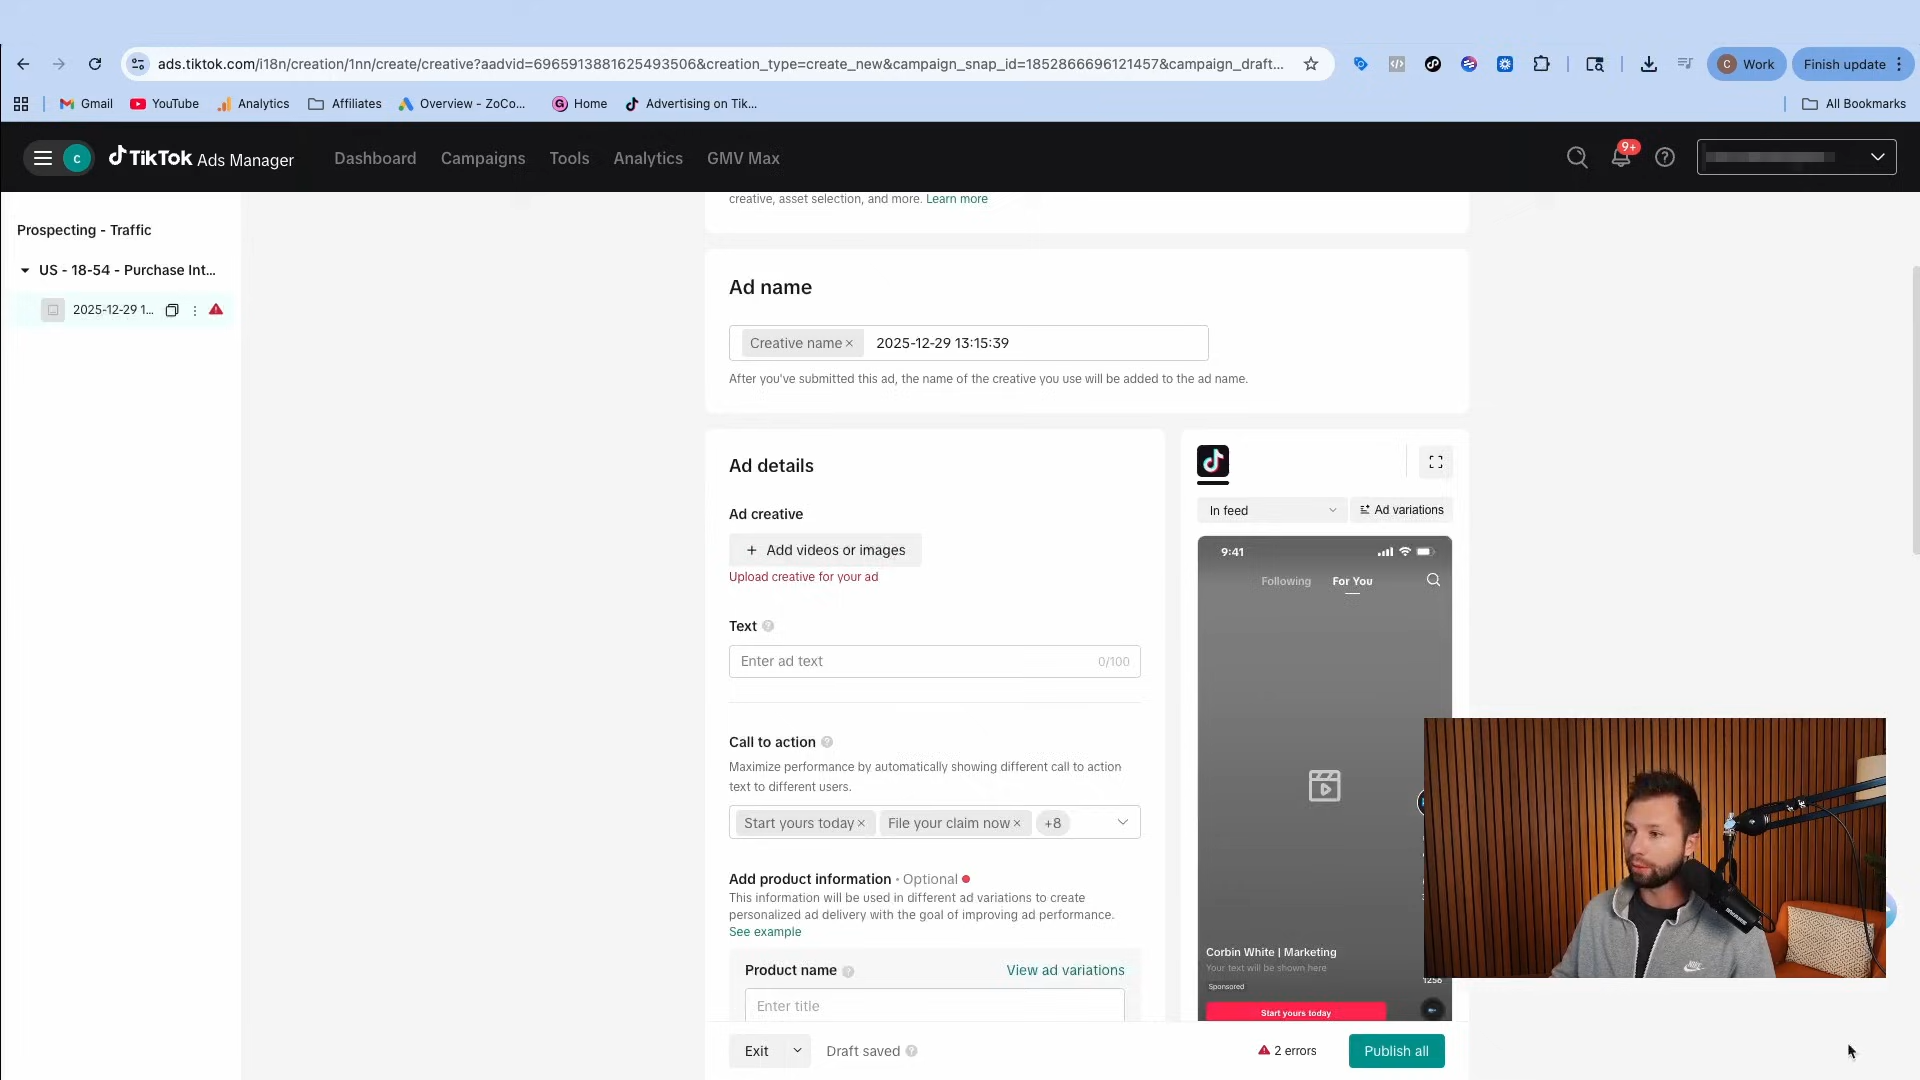 ads.tiktok.com/i18n/creation/1nn/create/creative?aadvid=6965913881625493506&creation_type=create_new&campaign_snap_id=1852866696121457&campaign_draft...
C Work
Finish update
Gmail
YouTube
Analytics
Affiliates
Overview - ZoCo...
Home
Advertising on Tik...
All Bookmarks
C
TikTok Ads Manager
Dashboard
Campaigns
Tools
Analytics
GMV Max
9+
creative, asset selection, and more. Learn more
Prospecting - Traffic
US - 18-54 - Purchase Int...
2025-12-29 1...
Ad name
Creative name × 2025-12-29 13:15:39
After you've submitted this ad, the name of the creative you use will be added to the ad name.
Ad details
Ad creative
+ Add videos or images
Upload creative for your ad
Text
Enter ad text 0/100
Call to action
Maximize performance by automatically showing different call to action
text to different users.
Start yours today × File your claim now × +8
Add product information • Optional
This information will be used in different ad variations to create
personalized ad delivery with the goal of improving ad performance.
See example
Product name
View ad variations
Enter title
In feed
Ad variations
9:41
Following For You
Corbin White | Marketing
Your text will be shown here
Sponsored
1256
Start yours today
Exit
Draft saved
2 errors
Publish all